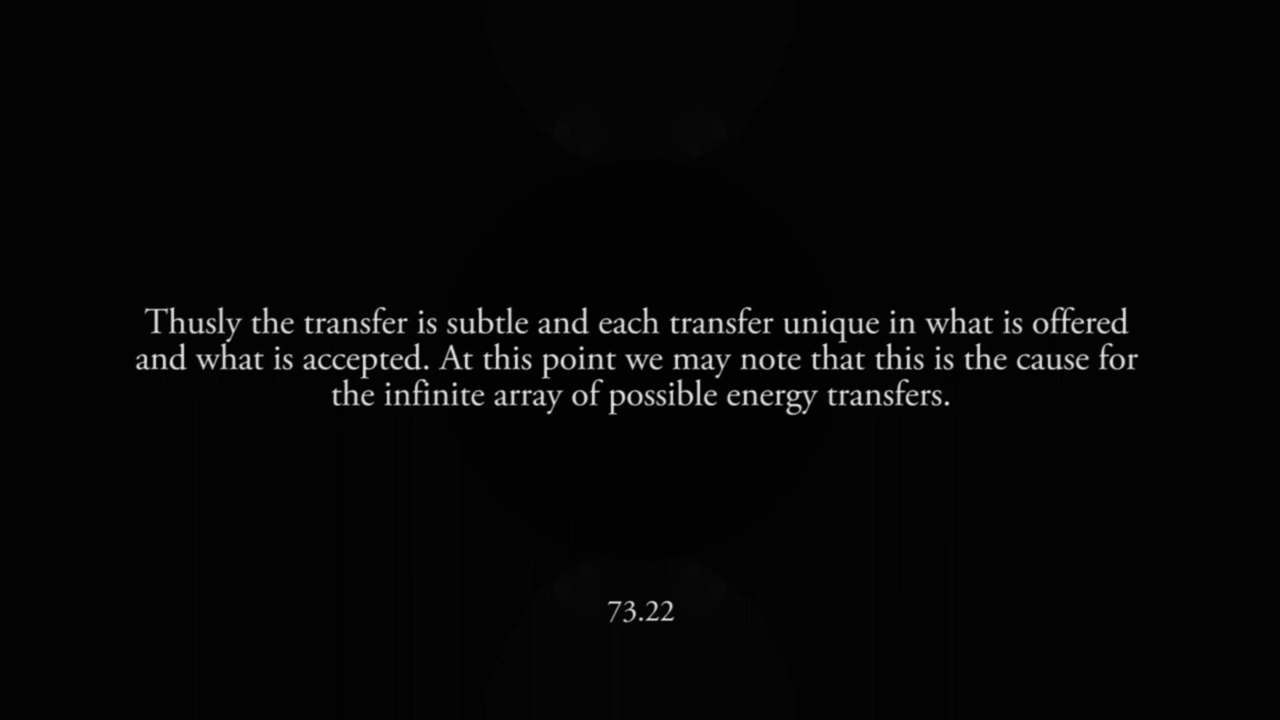 Thusly the transfer is subtle and each transfer unique in what is offered
and what is accepted. At this point we may note that this is the cause for
the infinite array of possible energy transfers.
73.22